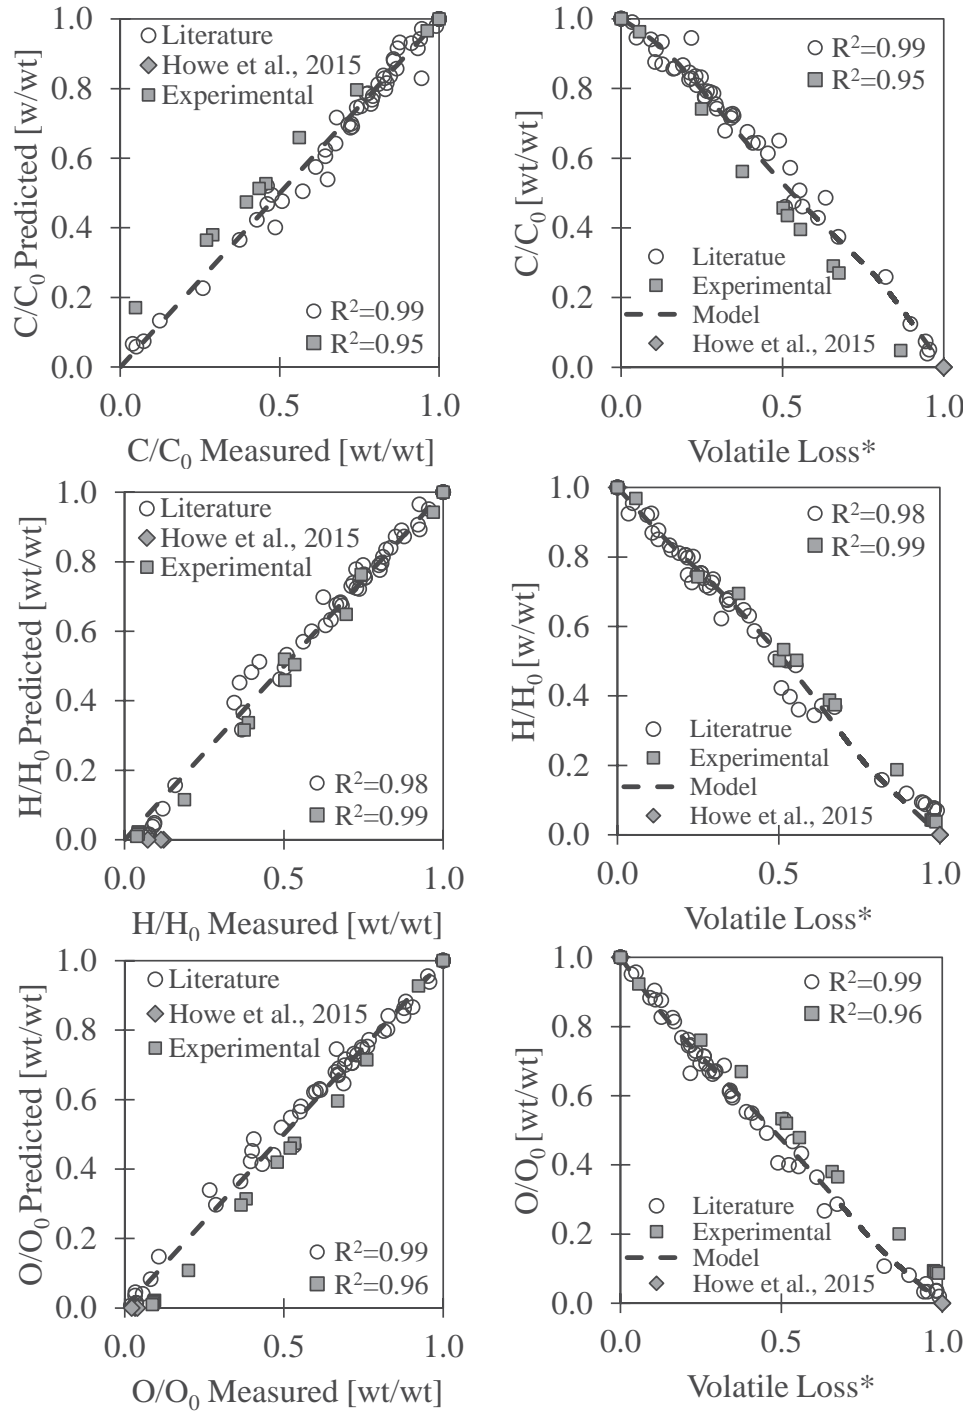 C/C0 Predicted [w/wt]
1.0
0.8
0.6
0.4
0.2
0.0
Literature
Howe et al., 2015
Experimental
R²=0.99
R²=0.95
0.0 0.5 1.0
C/C0 Measured [wt/wt]
C/C0 [wt/wt]
1.0
0.8
0.6
0.4
0.2
0.0
R²=0.99
R²=0.95
Literatue
Experimental
Model
Howe et al., 2015
0.0 0.5 1.0
Volatile Loss*
H/H0 Predicted [wt/wt]
1.0
0.8
0.6
0.4
0.2
0.0
Literature
Howe et al., 2015
Experimental
R²=0.98
R²=0.99
0.0 0.5 1.0
H/H0 Measured [wt/wt]
H/H0 [w/wt]
1.0
0.8
0.6
0.4
0.2
0.0
R²=0.98
R²=0.99
Literatrue
Experimental
Model
Howe et al., 2015
0.0 0.5 1.0
Volatile Loss*
O/O0 Predicted [wt/wt]
1.0
0.8
0.6
0.4
0.2
0.0
Literature
Howe et al., 2015
Experimental
R²=0.99
R²=0.96
0.0 0.5 1.0
O/O0 Measured [wt/wt]
O/O0 [wt/wt]
1.0
0.8
0.6
0.4
0.2
0.0
R²=0.99
R²=0.96
Literature
Experimental
Model
Howe et al., 2015
0.0 0.5 1.0
Volatile Loss*